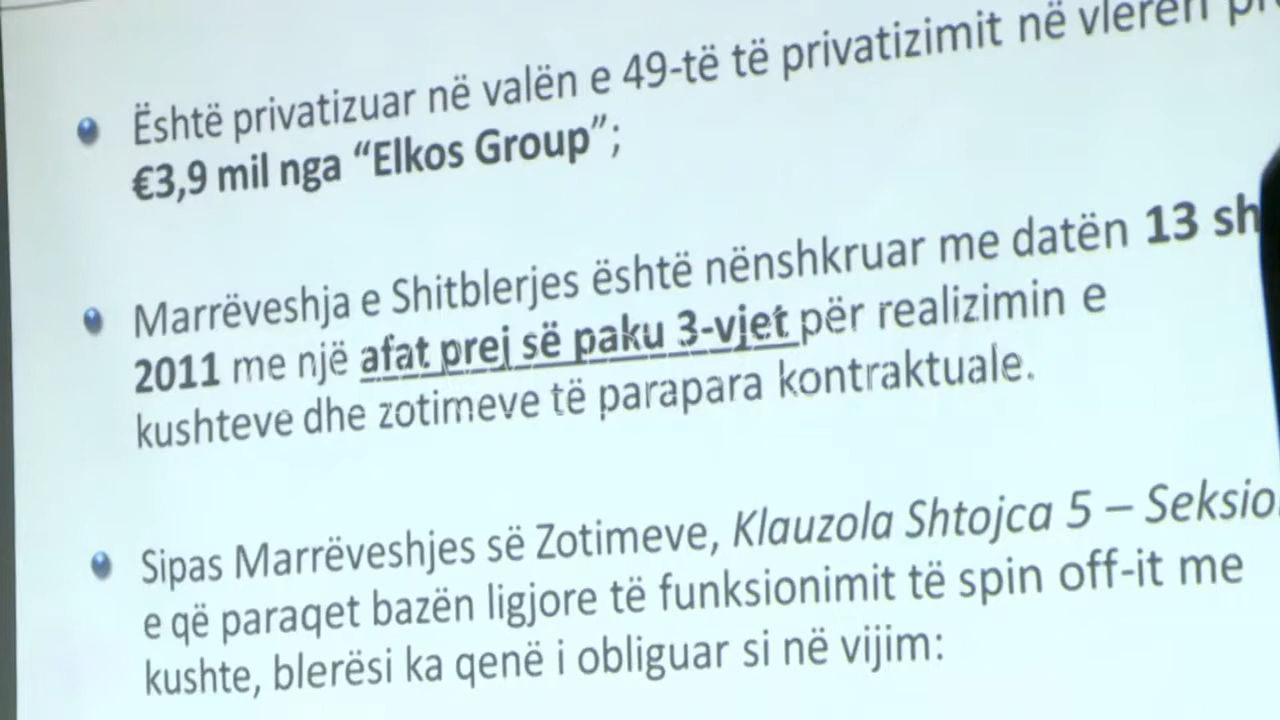 Është privatizuar në valën e 49-të të privatizimit në vlerën
€3,9 mil nga “Elkos Group”;
Marrëveshja e Shitblerjes është nënshkruar me datën 13
2011 me një afat prej së paku 3-vjet për realizimin e
kushteve dhe zotimeve të parapara kontraktuale.
Sipas Marrëveshjes së Zotimeve, Klauzola Shtojca 5 –
e që paraqet bazën ligjore të funksionimit të spin off-it me
kushte, blerësi ka qenë i obliguar si në vijim: